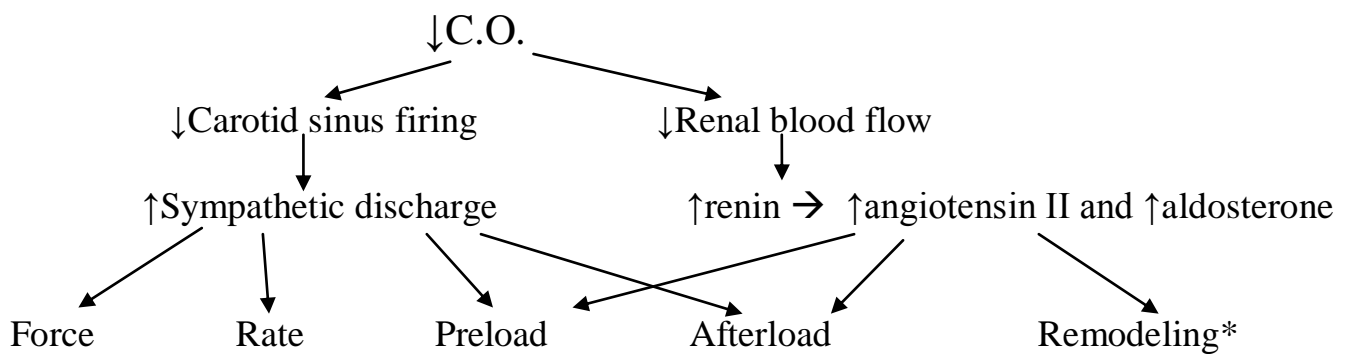 ↓C.O.
↓Carotid sinus firing ↓Renal blood flow
↑Sympathetic discharge ↑renin → ↑angiotensin II and ↑aldosterone
Force Rate Preload Afterload Remodeling*